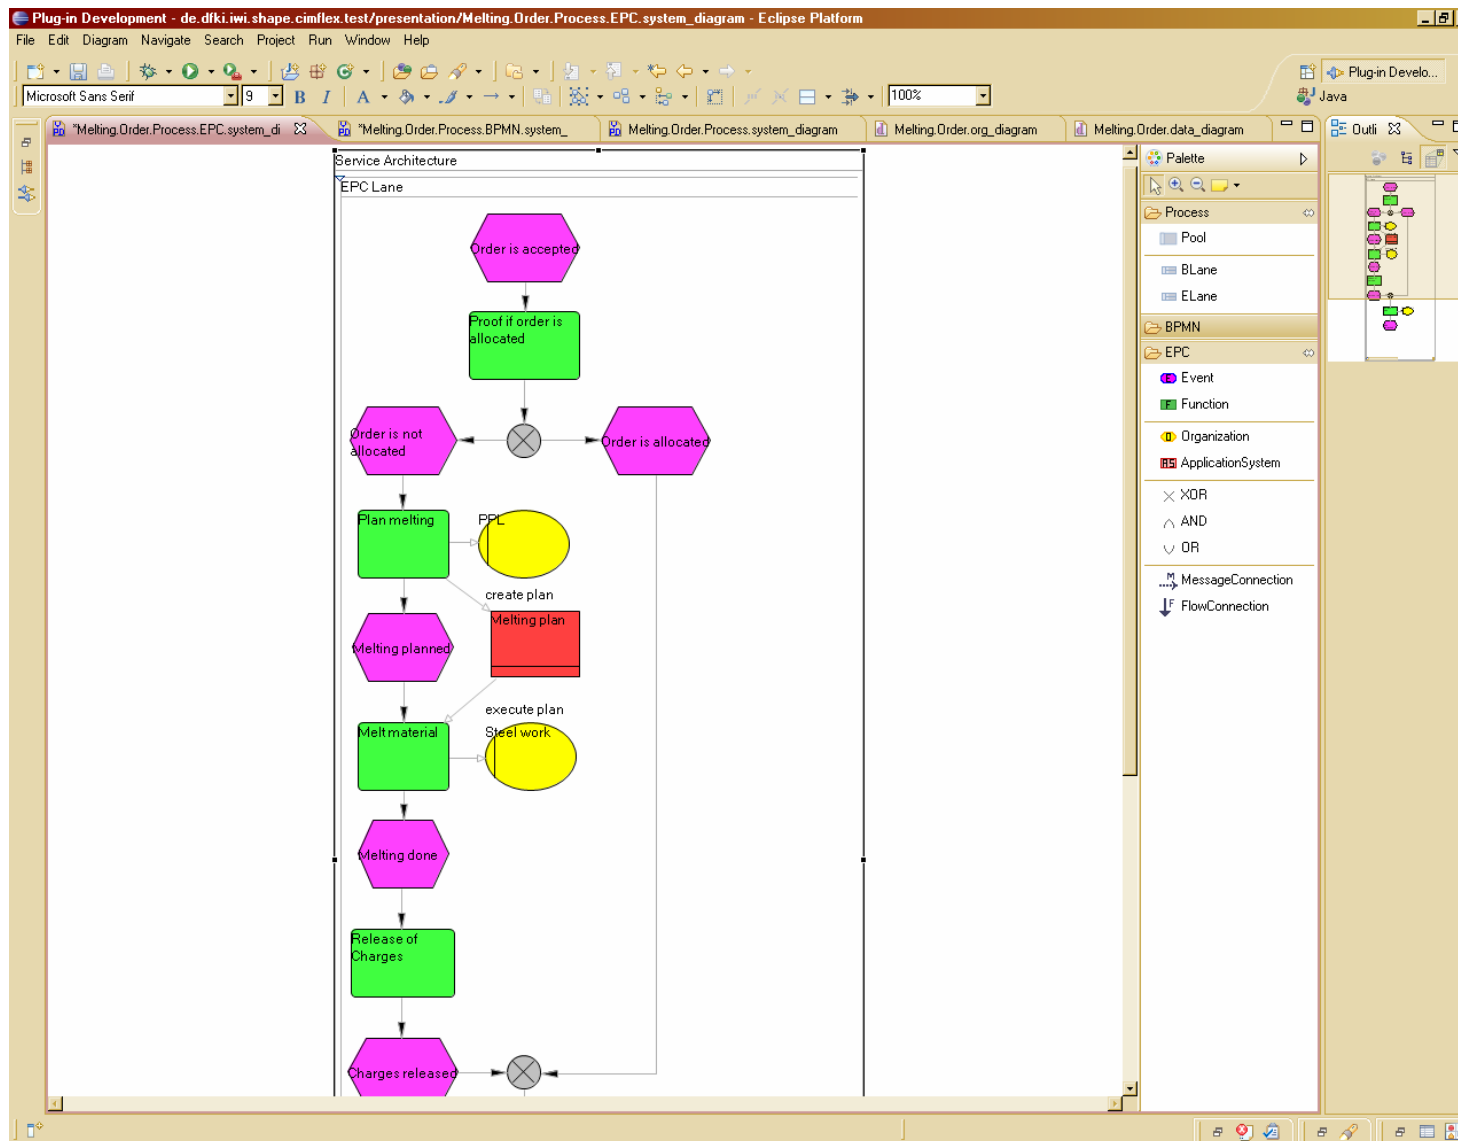 Plug-in Development - de.dfki.iwi.shape.cimflex.test/presentation/Melting.Order.Process.EPC.system_diagram - Eclipse Platform
File Edit Diagram Navigate Search Project Run Window Help
Plug-in Develo...
Microsoft Sans Serif 9 B I A 100%
Java
*Melting.Order.Process.EPC.system_di *Melting.Order.Process.BPMN.system_ Melting.Order.Process.system_diagram Melting.Order.org_diagram Melting.Order.data_diagram Outli
Service Architecture
EPC Lane
Order is accepted
Proof if order is
allocated
Order is not
allocated
Order is allocated
Plan melting
PPL
create plan
Melting plan
Melting planned
execute plan
Melt material
Steel work
Melting done
Release of
Charges
Charges released
Palette
Process
Pool
BLane
ELane
BPMN
EPC
E Event
F Function
O Organization
AS ApplicationSystem
XOR
AND
OR
M MessageConnection
F FlowConnection